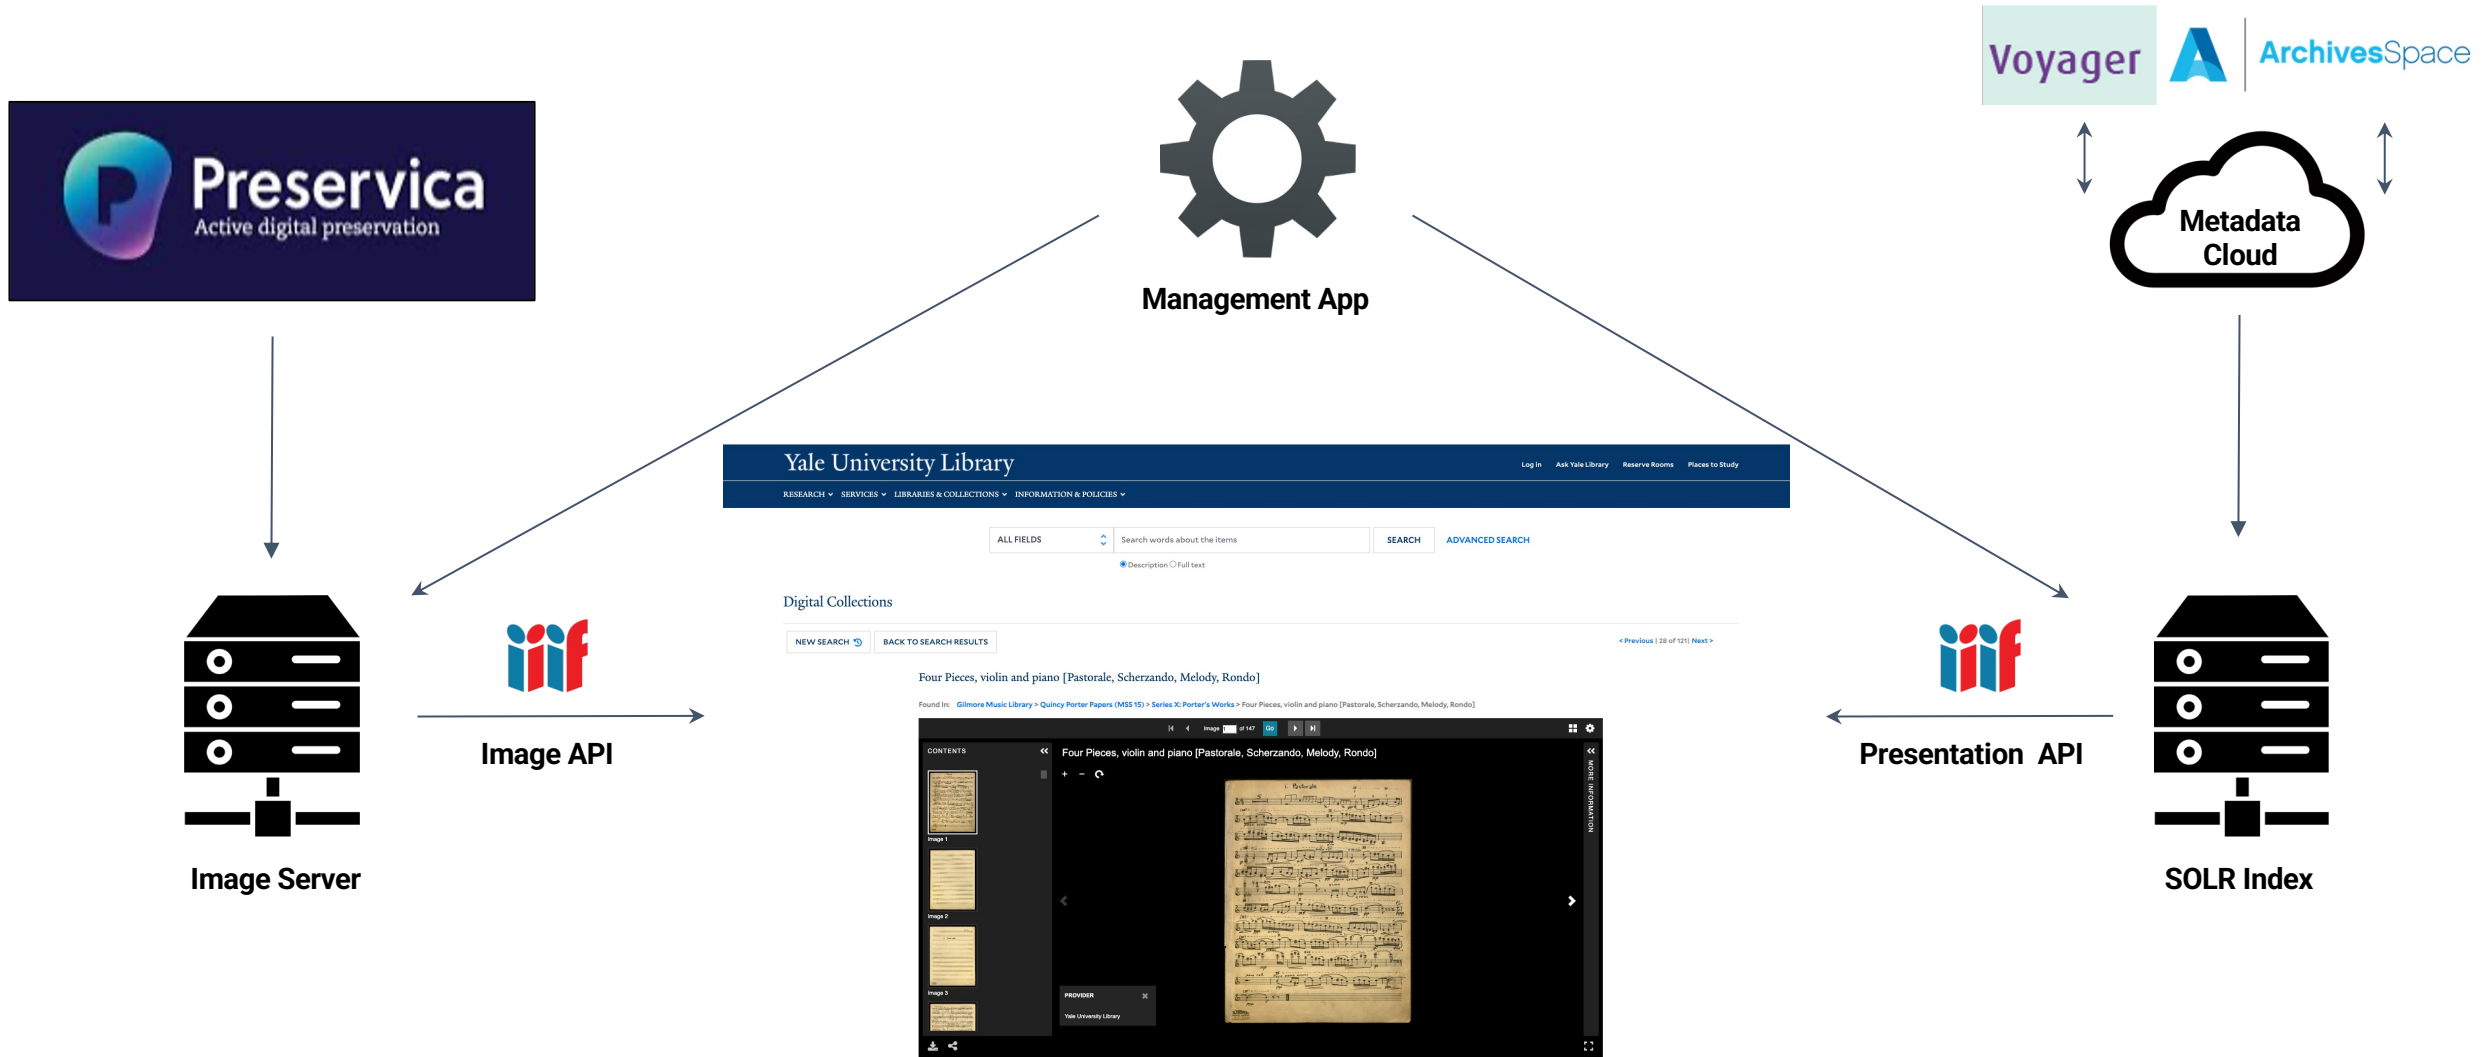 Voyager
ArchivesSpace
Preservica
Active digital preservation
Metadata
Cloud
Management App
Yale University Library
Log in Ask Yale Library Reserve Rooms Places to Study
RESEARCH SERVICES LIBRARIES & COLLECTIONS INFORMATION & POLICIES
ALL FIELDS Search words about the items SEARCH ADVANCED SEARCH
Description Full text
Digital Collections
NEW SEARCH BACK TO SEARCH RESULTS < Previous | 28 of 121| Next >
iiif
iiif
Four Pieces, violin and piano [Pastorale, Scherzando, Melody, Rondo]
Found In: Gilmore Music Library > Quincy Porter Papers (MSS 15) > Series X: Porter's Works > Four Pieces, violin and piano [Pastorale, Scherzando, Melody, Rondo]
Image of 147 Go
CONTENTS
Four Pieces, violin and piano [Pastorale, Scherzando, Melody, Rondo]
MORE INFORMATION
Image API
Presentation API
1. Pastorale
Image 1
Image 2
Image 3
PROVIDER
Yale University Library
Image Server
SOLR Index